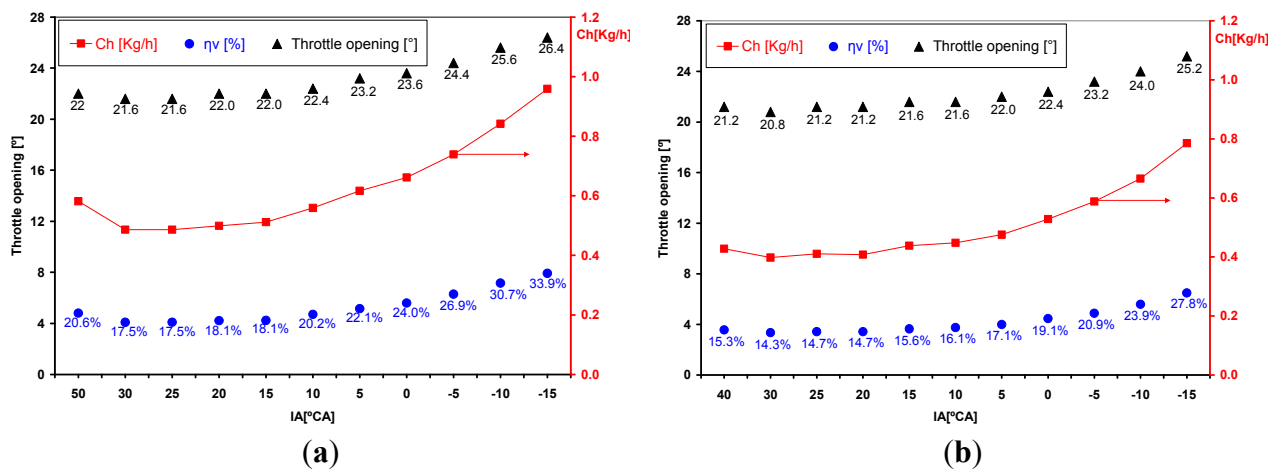 28
24
20
16
12
8
4
0
Throttle opening [º]
Ch [Kg/h]
ηv [%]
Throttle opening [°]
1.2
Ch[Kg/h]
1.0
0.8
0.6
0.4
0.2
0.0
22 21.6 21.6 22.0 22.0 22.4 23.2 23.6 24.4 25.6 26.4
20.6% 17.5% 17.5% 18.1% 18.1% 20.2% 22.1% 24.0% 26.9% 30.7% 33.9%
50 30 25 20 15 10 5 0 -5 -10 -15
IA[ºCA]
(a)
28
24
20
16
12
8
4
0
Throttle opening [º]
Ch [Kg/h]
ηv [%]
Throttle opening [°]
1.2
Ch[Kg/h]
1.0
0.8
0.6
0.4
0.2
0.0
21.2 20.8 21.2 21.2 21.6 21.6 22.0 22.4 23.2 24.0 25.2
15.3% 14.3% 14.7% 14.7% 15.6% 16.1% 17.1% 19.1% 20.9% 23.9% 27.8%
40 30 25 20 15 10 5 0 -5 -10 -15
IA[ºCA]
(b)